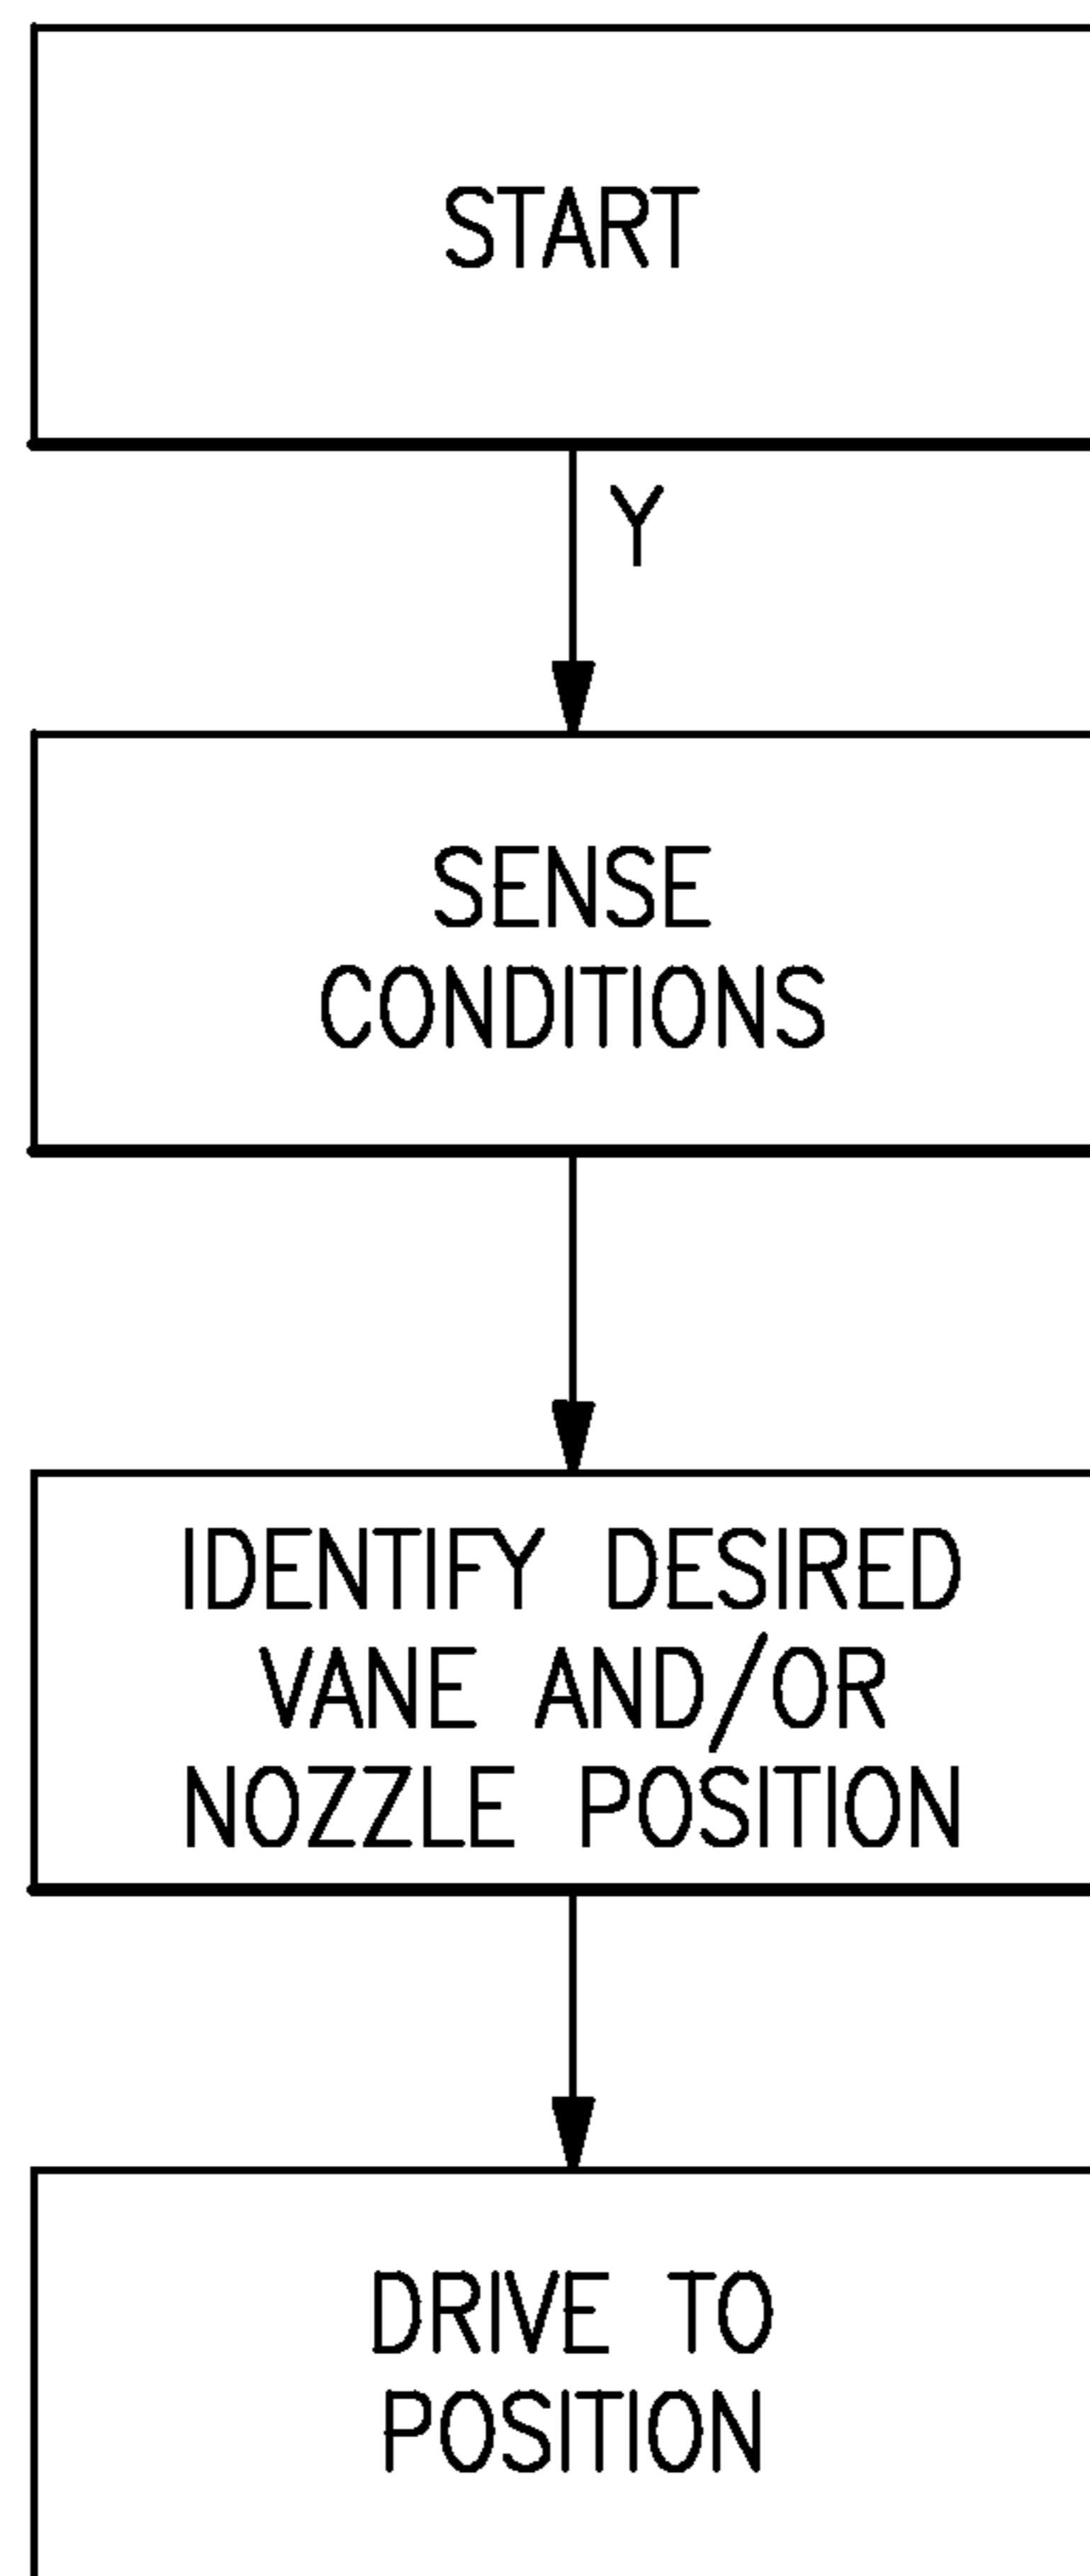 START
Y
SENSE
CONDITIONS
IDENTIFY DESIRED
VANE AND/OR
NOZZLE POSITION
DRIVE TO
POSITION